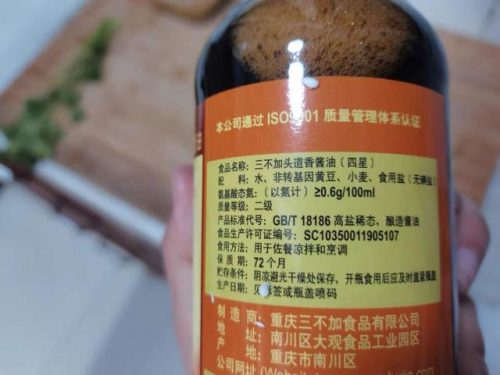 本公司通过 ISO9001 质量管理体系认证
食品名称：三不加头道香酱油（四星）
配 料：水、非转基因黄豆、小麦、食用盐（无碘盐）
氨基酸态氮：（以氮计）≥0.6g/100ml
质量等级：二级
产品标准代号：GB/T 18186 高盐稀态，酿造酱油
食品生产许可证编号：SC10350011905107
食用方法：用于佐餐凉拌和烹调
保 质 期：72 个月
贮存条件：阴凉避光干燥处保存，开瓶食用后应及时盖紧瓶盖
生产日期：见标签或瓶盖喷码
制 造 商：重庆三不加食品有限公司
地 址：南川区大观食品工业园区
产 地：重庆市南川区
公司网站